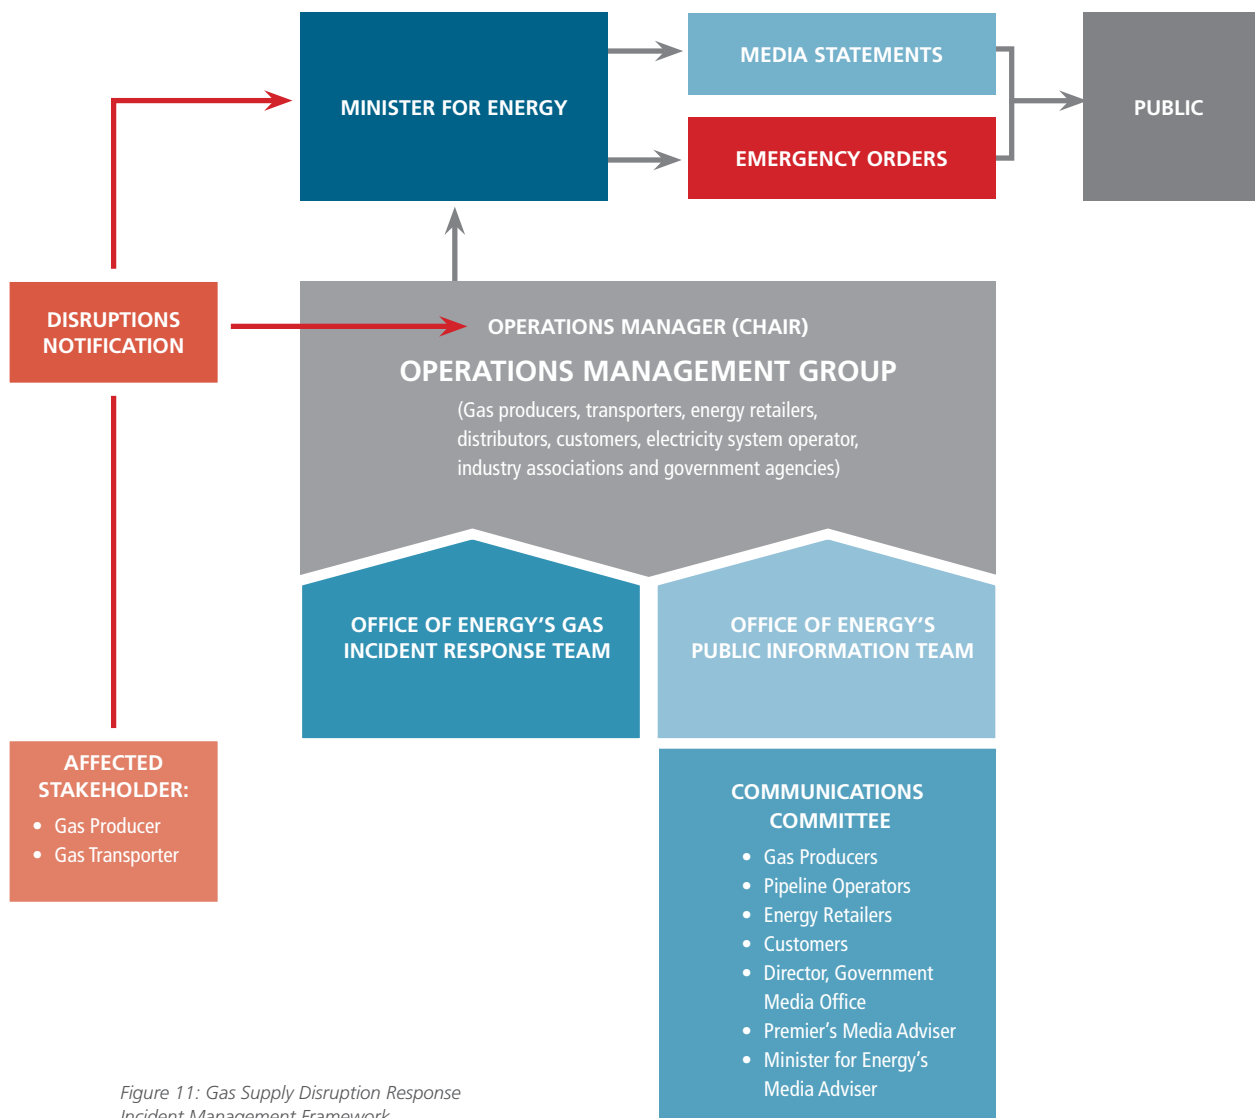 MINISTER FOR ENERGY
MEDIA STATEMENTS
EMERGENCY ORDERS
PUBLIC
DISRUPTIONS
NOTIFICATION
OPERATIONS MANAGER (CHAIR)
OPERATIONS MANAGEMENT GROUP
(Gas producers, transporters, energy retailers,
distributors, customers, electricity system operator,
industry associations and government agencies)
OFFICE OF ENERGY’S GAS
INCIDENT RESPONSE TEAM
OFFICE OF ENERGY’S
PUBLIC INFORMATION TEAM
AFFECTED
STAKEHOLDER:
• Gas Producer
• Gas Transporter
COMMUNICATIONS
COMMITTEE
• Gas Producers
• Pipeline Operators
• Energy Retailers
• Customers
• Director, Government
Media Office
• Premier’s Media Adviser
• Minister for Energy’s
Media Adviser
Figure 11: Gas Supply Disruption Response
Incident Management Framework